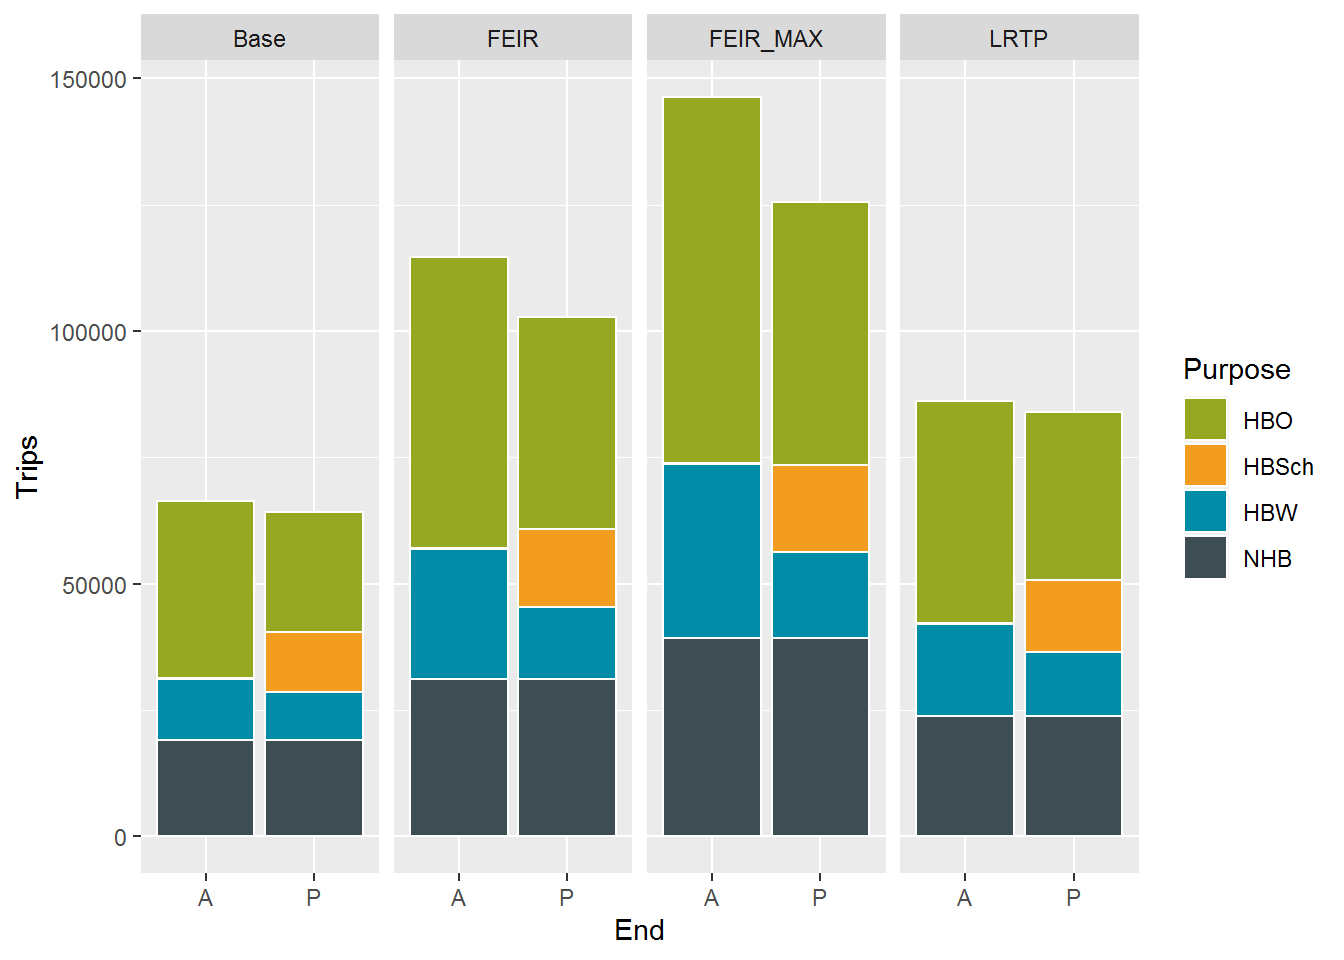 Base FEIR FEIR_MAX LRTP
150000
100000
50000
0
Trips
A P A P A P A P
End
Purpose
HBO
HBSch
HBW
NHB